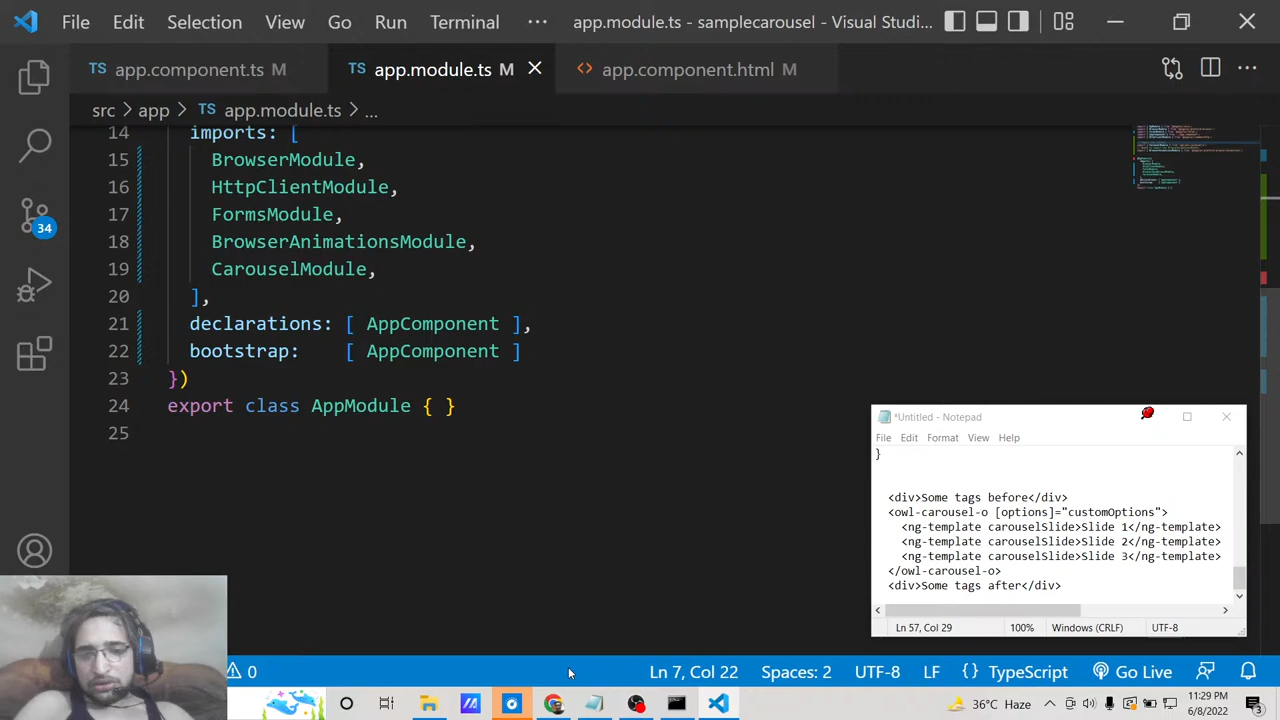 File Edit Selection View Go Run Terminal ··· app.module.ts - samplecarousel - Visual Studi...
TS app.component.ts M TS app.module.ts M <> app.component.html M
src > app > TS app.module.ts > ...
14 imports: [
15 BrowserModule,
16 HttpClientModule,
17 FormsModule,
18 BrowserAnimationsModule,
19 CarouselModule,
20 ],
21 declarations: [ AppComponent ],
22 bootstrap: [ AppComponent ]
23 })
24 export class AppModule { }
25
34
*Untitled - Notepad
File Edit Format View Help
}
<div>Some tags before</div>
<owl-carousel-o [options]="customOptions">
<ng-template carouselSlide>Slide 1</ng-template>
<ng-template carouselSlide>Slide 2</ng-template>
<ng-template carouselSlide>Slide 3</ng-template>
</owl-carousel-o>
<div>Some tags after</div>
Ln 57, Col 29 100% Windows (CRLF) UTF-8
0 Ln 7, Col 22 Spaces: 2 UTF-8 LF {} TypeScript Go Live
36°C Haze 11:29 PM
6/8/2022 3